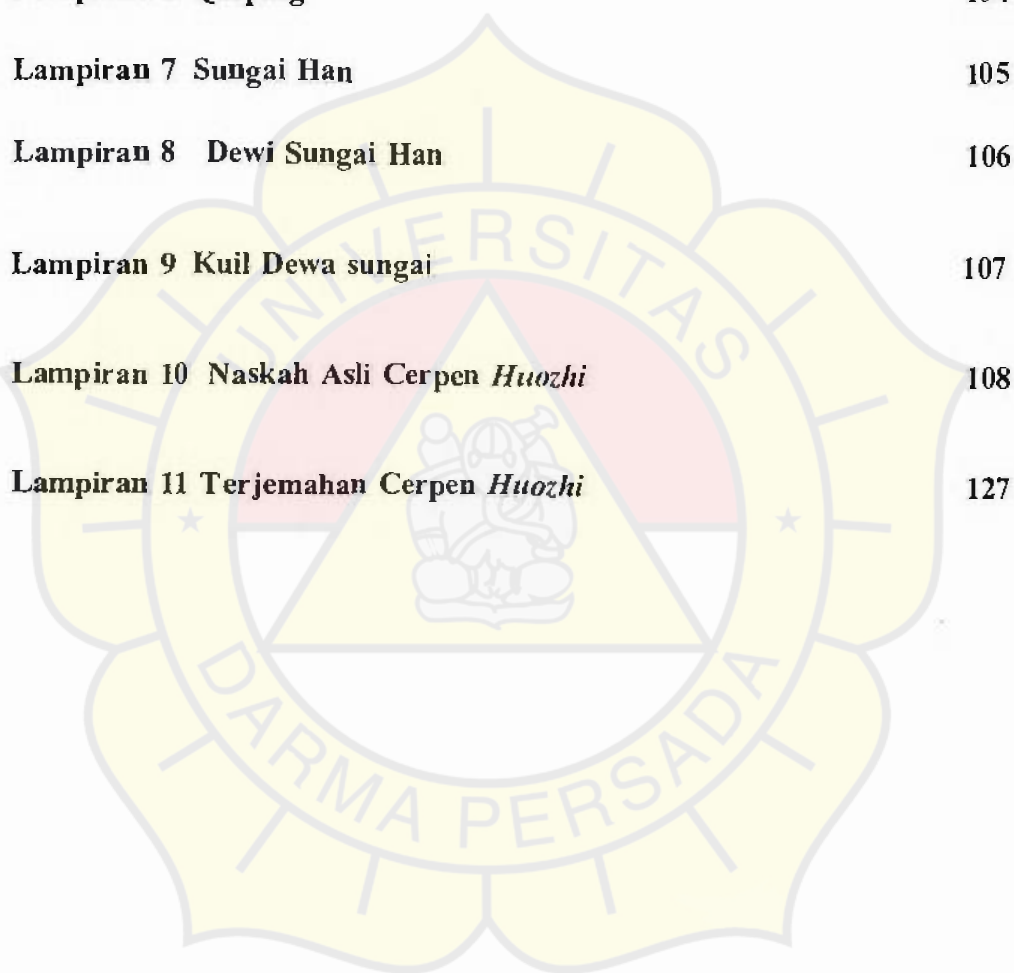 Lampiran 7 Sungai Han 105
Lampiran 8 Dewi Sungai Han 106
Lampiran 9 Kuil Dewa sungai 107
Lampiran 10 Naskah Asli Cerpen Huozhi 108
Lampiran 11 Terjemahan Cerpen Huozhi 127
UNIVERSITAS
DARMA PERSADA